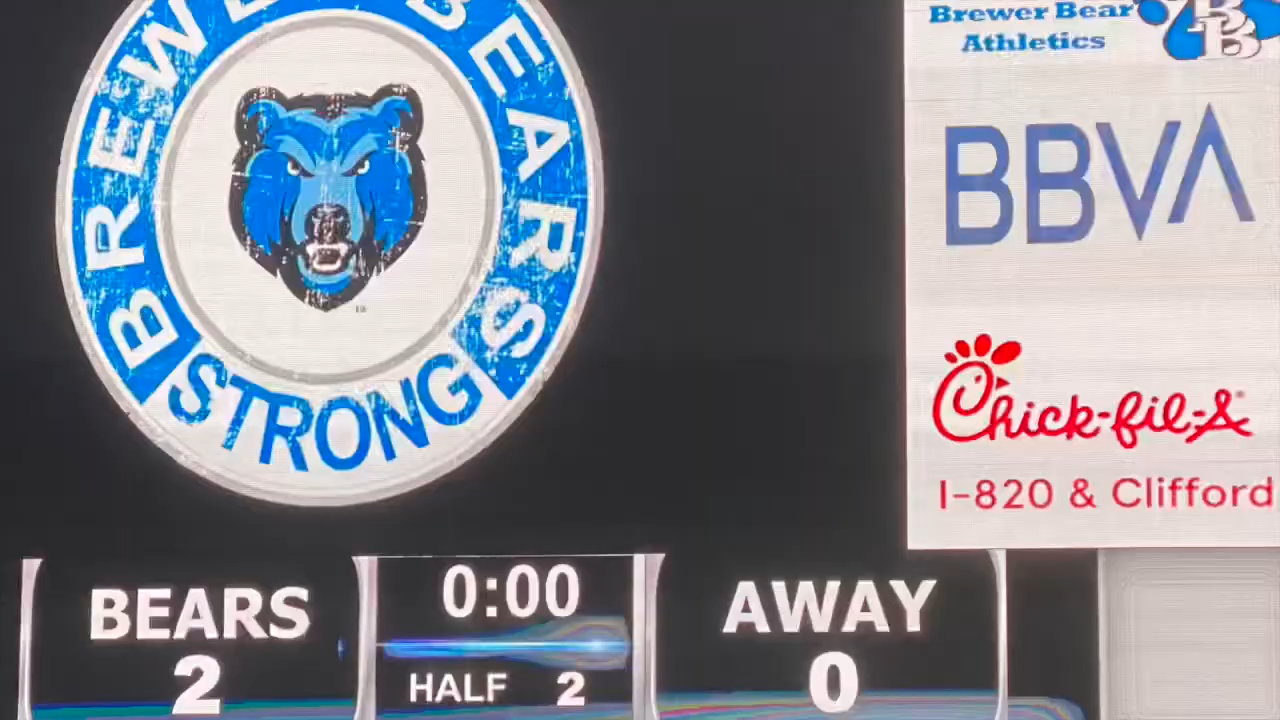 BREWER BEARS
STRONG
Brewer Bear
Athletics
BB
BBVA
Chick-fil-A
I-820 & Clifford
BEARS
2
0:00
HALF 2
AWAY
0